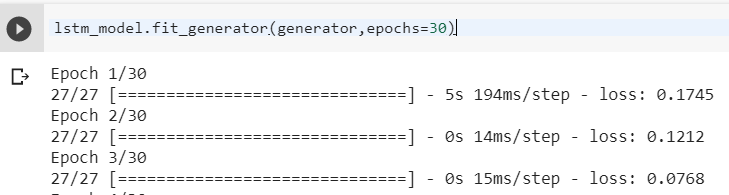 lstm_model.fit_generator(generator,epochs=30)
Epoch 1/30
27/27 [==============================] - 5s 194ms/step - loss: 0.1745
Epoch 2/30
27/27 [==============================] - 0s 14ms/step - loss: 0.1212
Epoch 3/30
27/27 [==============================] - 0s 15ms/step - loss: 0.0768